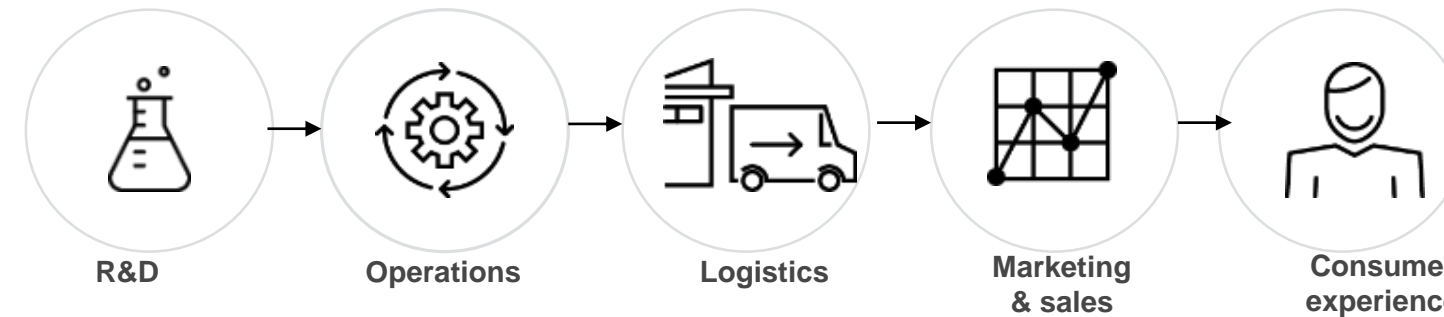 R&D
Operations
Logistics
Marketing
& sales
Consume
experienc